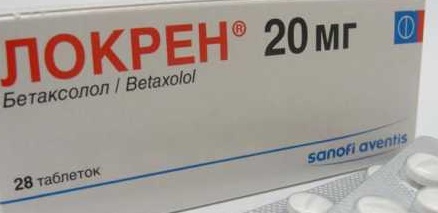 ЛОКРЕН® 20 мг
Бетаксолол / Betaxolol
28 таблеток
sanofi aventis